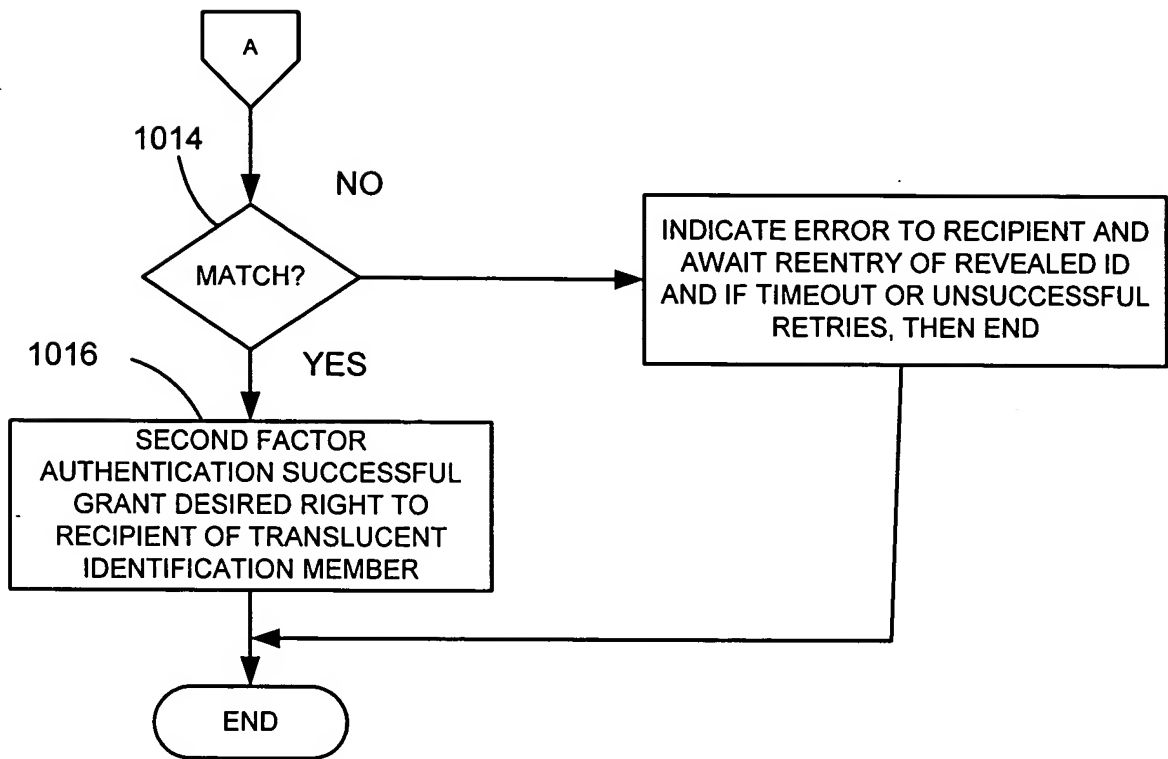 A
1014
NO
MATCH?
INDICATE ERROR TO RECIPIENT AND
AWAIT REENTRY OF REVEALED ID
AND IF TIMEOUT OR UNSUCCESSFUL
RETRIES, THEN END
YES
1016
SECOND FACTOR
AUTHENTICATION SUCCESSFUL
GRANT DESIRED RIGHT TO
RECIPIENT OF TRANSLUCENT
IDENTIFICATION MEMBER
END